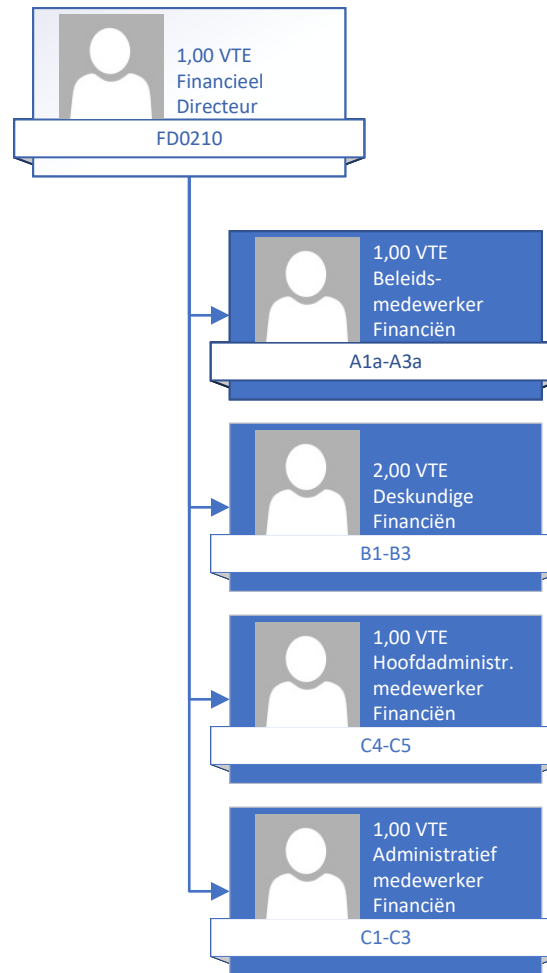 1,00 VTE
Financieel
Directeur
FD0210
1,00 VTE
Beleids-
medewerker
Financiën
A1a-A3a
2,00 VTE
Deskundige
Financiën
B1-B3
1,00 VTE
Hoofdadministr.
medewerker
Financiën
C4-C5
1,00 VTE
Administratief
medewerker
Financiën
C1-C3